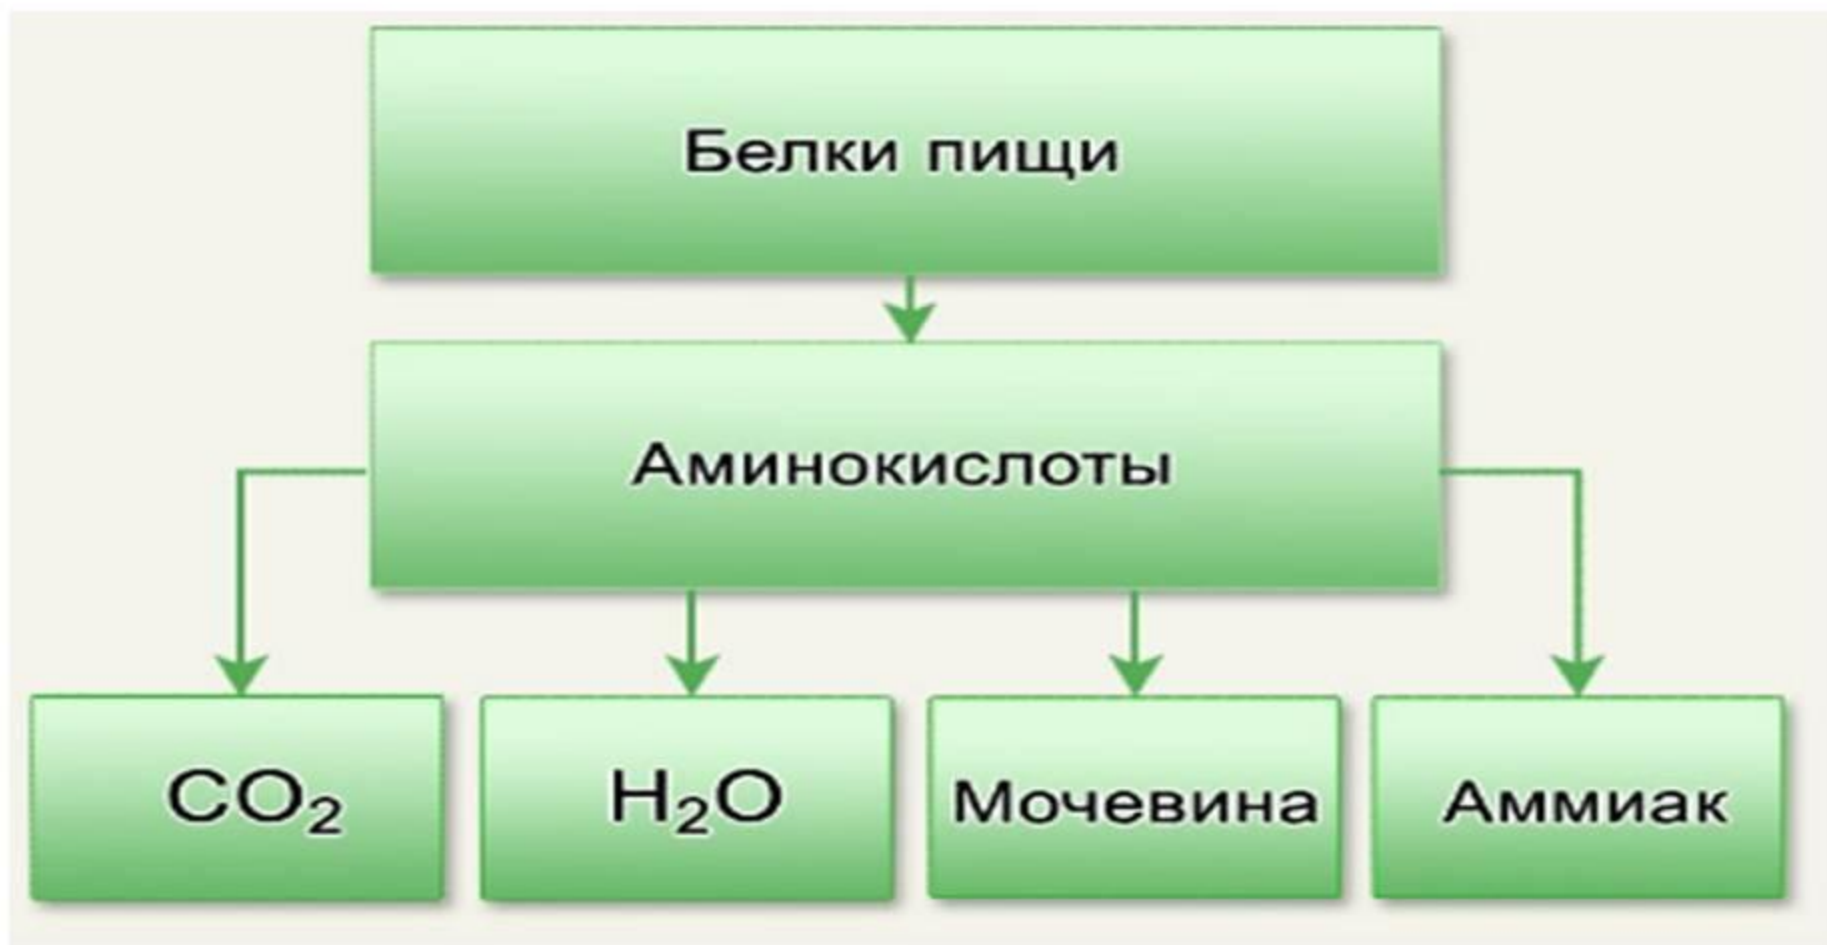 Белки пищи
Аминокислоты
CO₂
H₂O
Мочевина
Аммиак